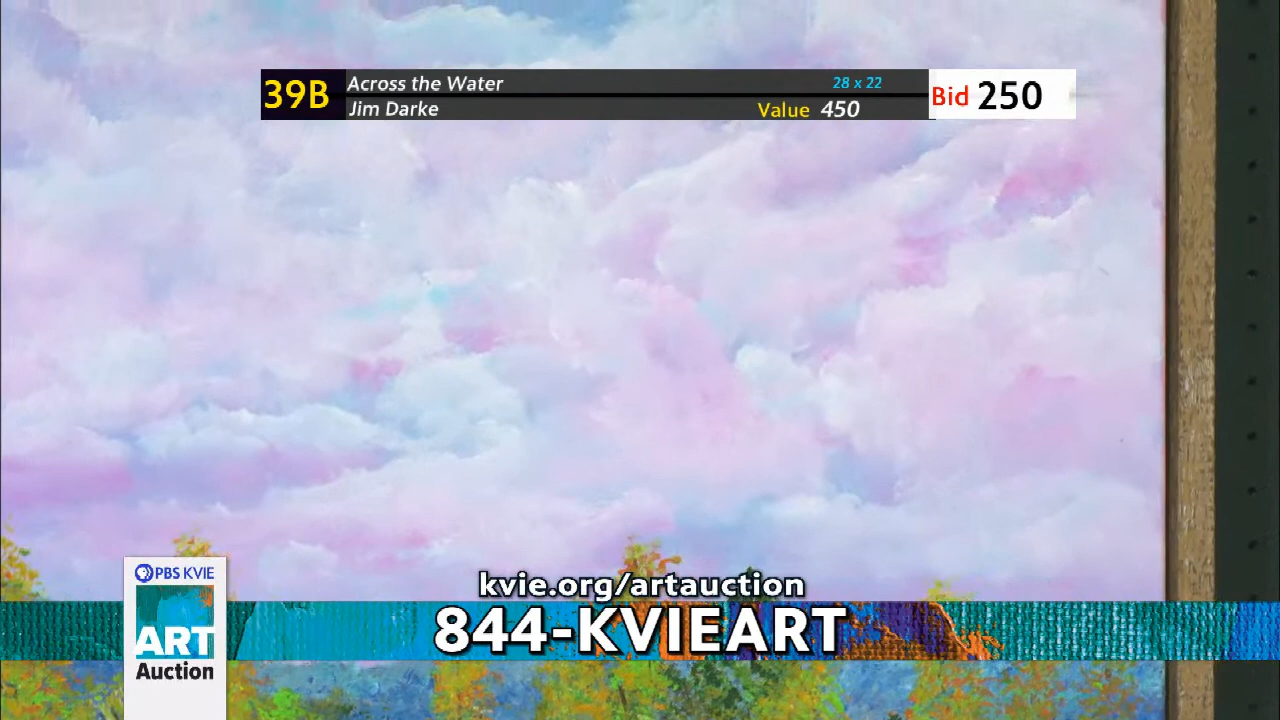 39B
Across the Water
28 x 22
Jim Darke
Value 450
Bid 250
kvie.org/artauction
844-KVIEART
PBS KVIE
ART
Auction